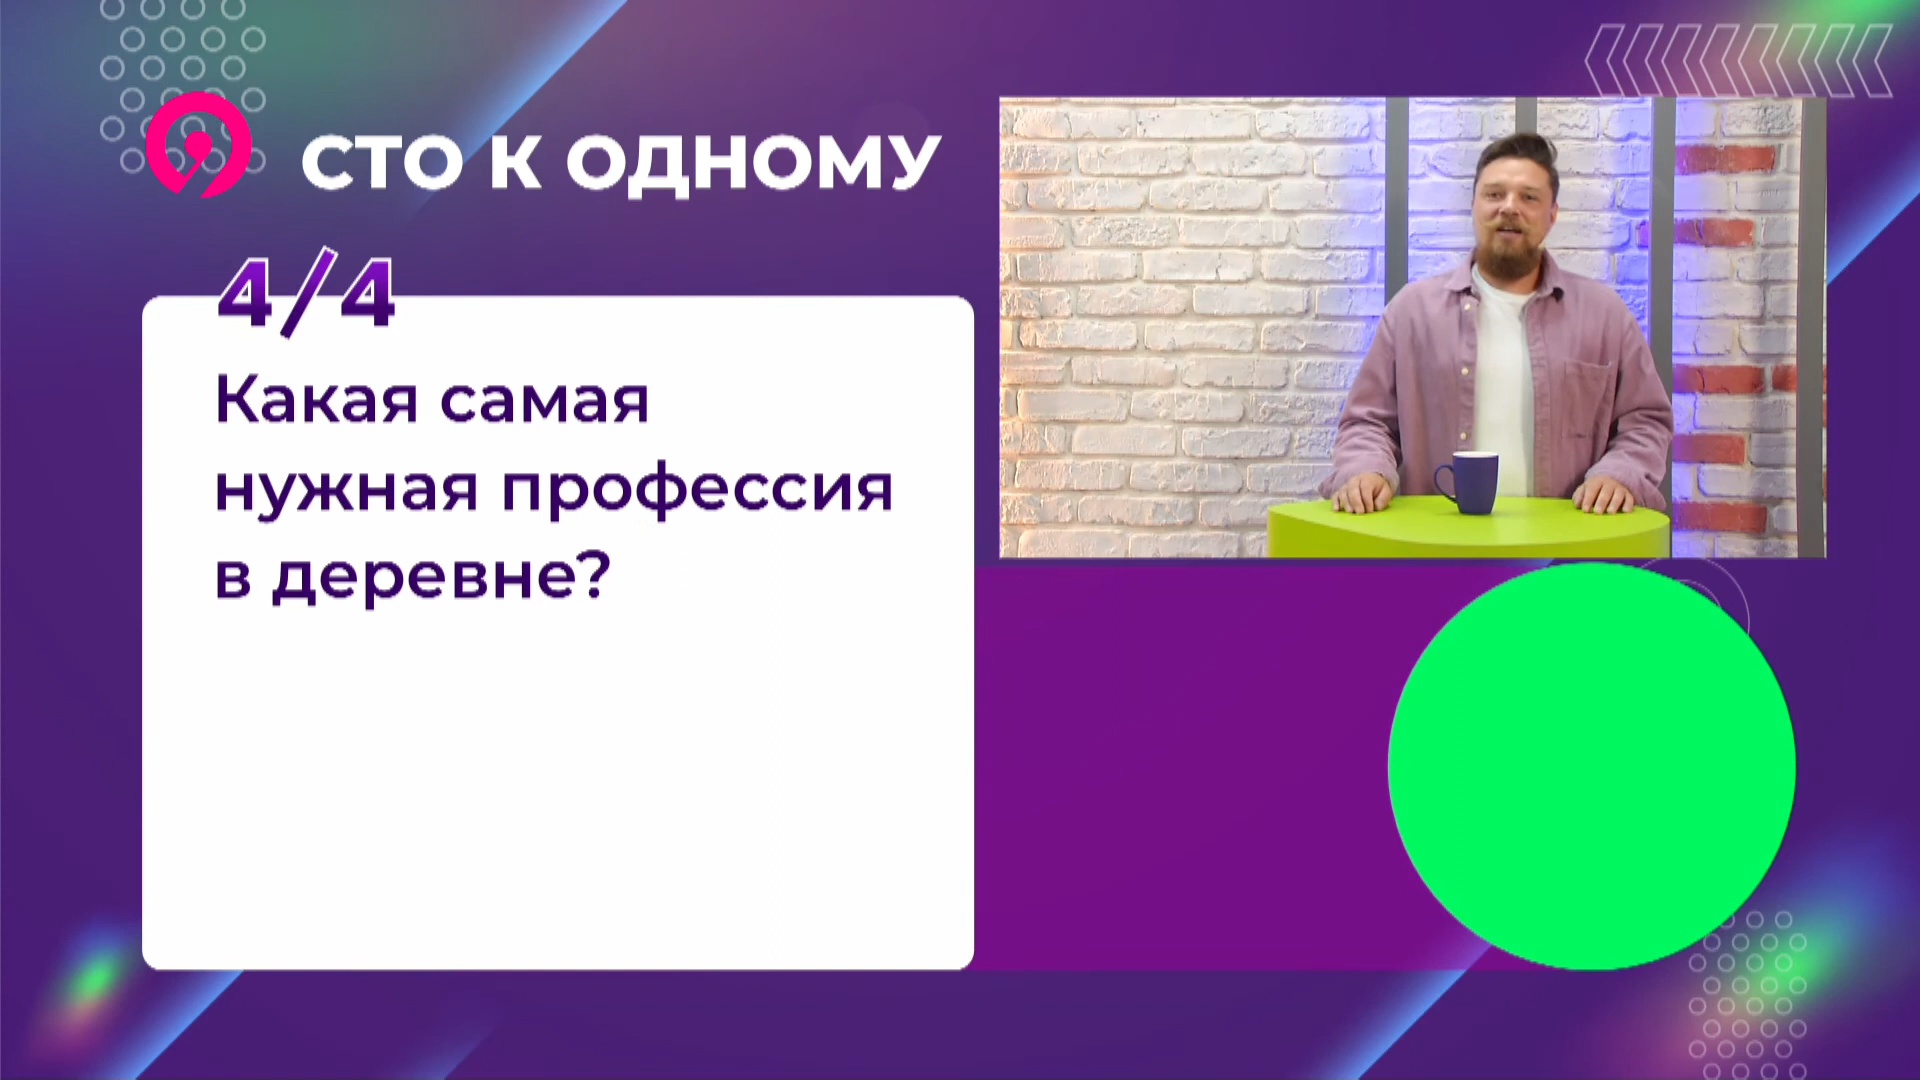 СТО К ОДНОМУ
4/4
Какая самая
нужная профессия
в деревне?